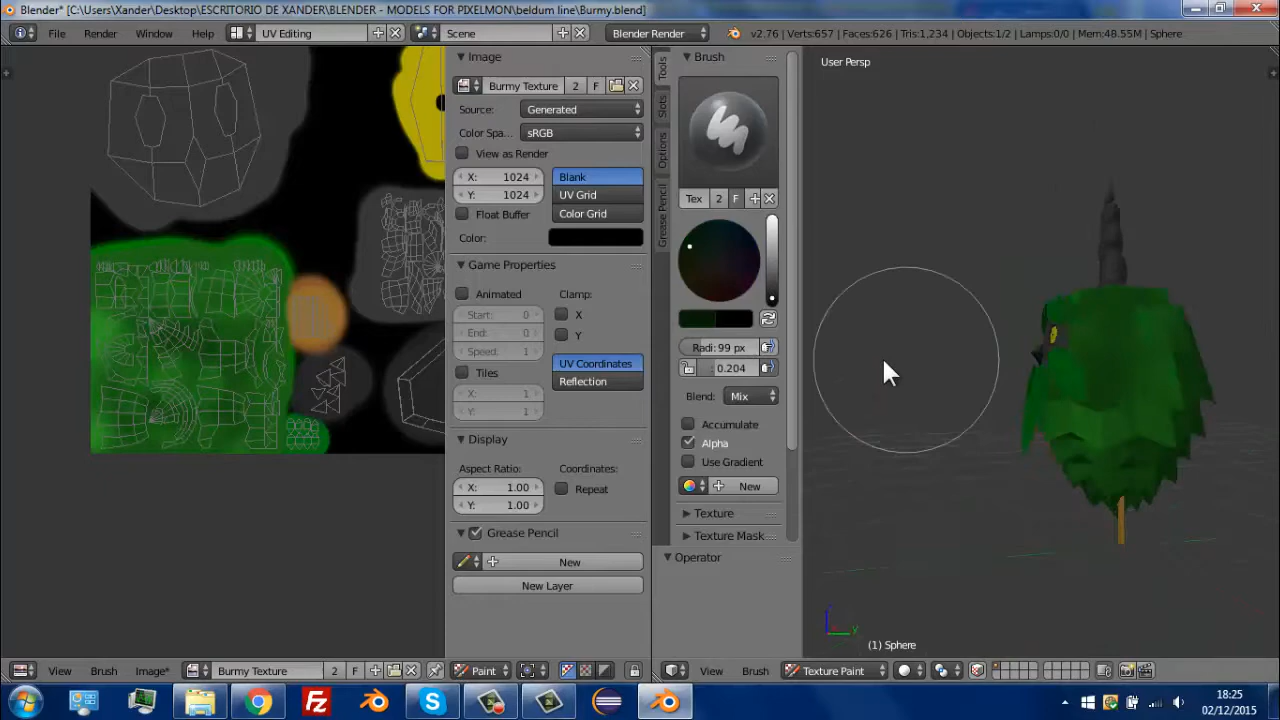 Blender* [C:\Users\Xander\Desktop\ESCRITORIO DE XANDER\BLENDER - MODELS FOR PIXELMON\beldum line\Burmy.blend]
File Render Window Help UV Editing Scene Blender Render v2.76 | Verts:657 | Faces:626 | Tris:1,234 | Objects:1/2 | Lamps:0/0 | Mem:48.55M | Sphere
Image
Burmy Texture 2 F
Source: Generated
Color Spa... sRGB
View as Render
X: 1024 Blank
Y: 1024 UV Grid
Float Buffer Color Grid
Color:
Game Properties
Animated Clamp:
Start: 0 X
End: 0 Y
Speed: 1 UV Coordinates
Tiles Reflection
X: 1
Y: 1
Display
Aspect Ratio: Coordinates:
X: 1.00 Repeat
Y: 1.00
Grease Pencil
New
New Layer
Tools
Slots
Options
Grease Pencil
Brush
Tex 2 F
Radi: 99 px
0.204
Blend: Mix
Accumulate
Alpha
Use Gradient
New
Texture
Texture Mask
Operator
User Persp
z
y
(1) Sphere
View Brush Image* Burmy Texture 2 F Paint
View Brush Texture Paint
18:25
02/12/2015